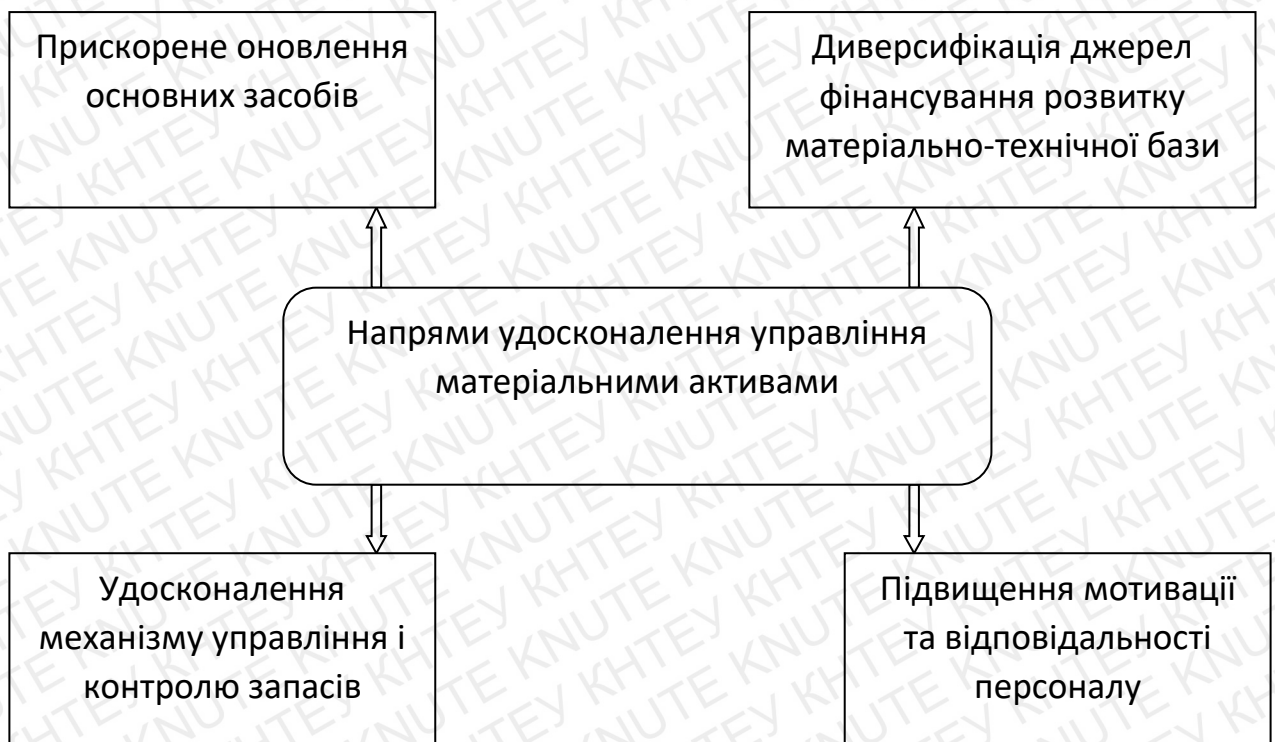 Прискорене оновлення
основних засобів
Диверсифікація джерел
фінансування розвитку
матеріально-технічної бази
Напрями удосконалення управління
матеріальними активами
Удосконалення
механізму управління і
контролю запасів
Підвищення мотивації
та відповідальності
персоналу